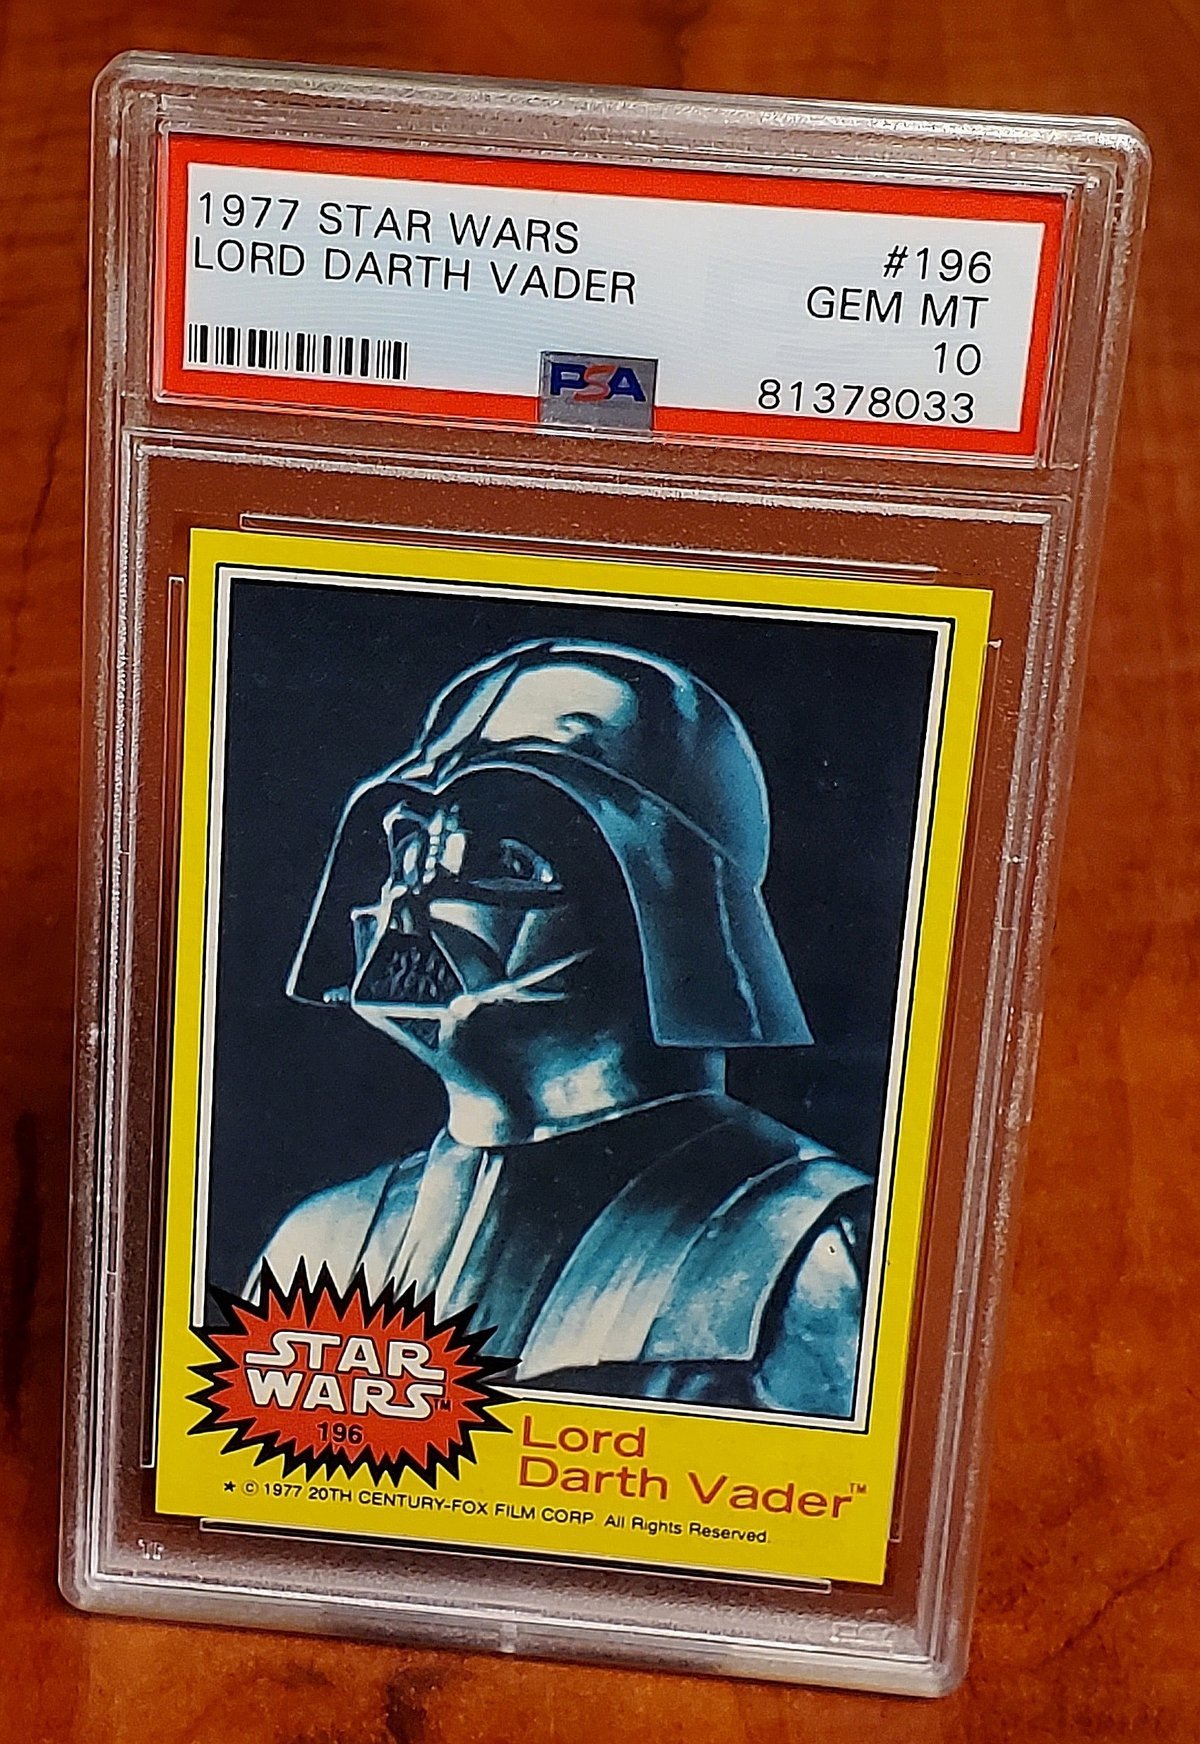 1977 STAR WARS
LORD DARTH VADER
#196
GEM MT
10
81378033
PSA
STAR
WARS™
196
Lord
Darth Vader™
★ © 1977 20TH CENTURY-FOX FILM CORP. All Rights Reserved.